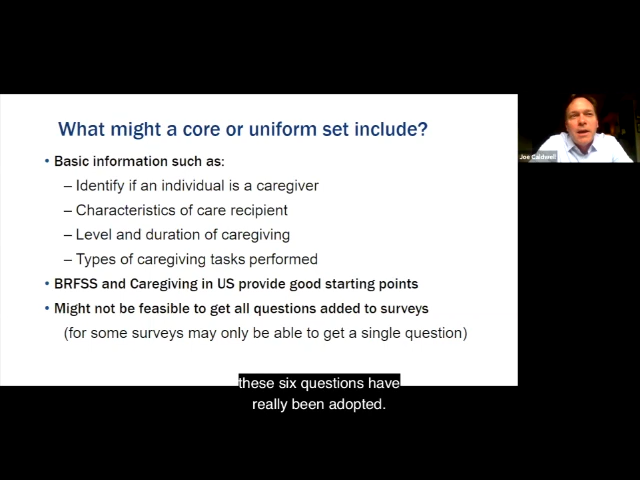 What might a core or uniform set include?
• Basic information such as:
– Identify if an individual is a caregiver
– Characteristics of care recipient
– Level and duration of caregiving
– Types of caregiving tasks performed
• BRFSS and Caregiving in US provide good starting points
• Might not be feasible to get all questions added to surveys
(for some surveys may only be able to get a single question)
Joe Caldwell
these six questions have
really been adopted.